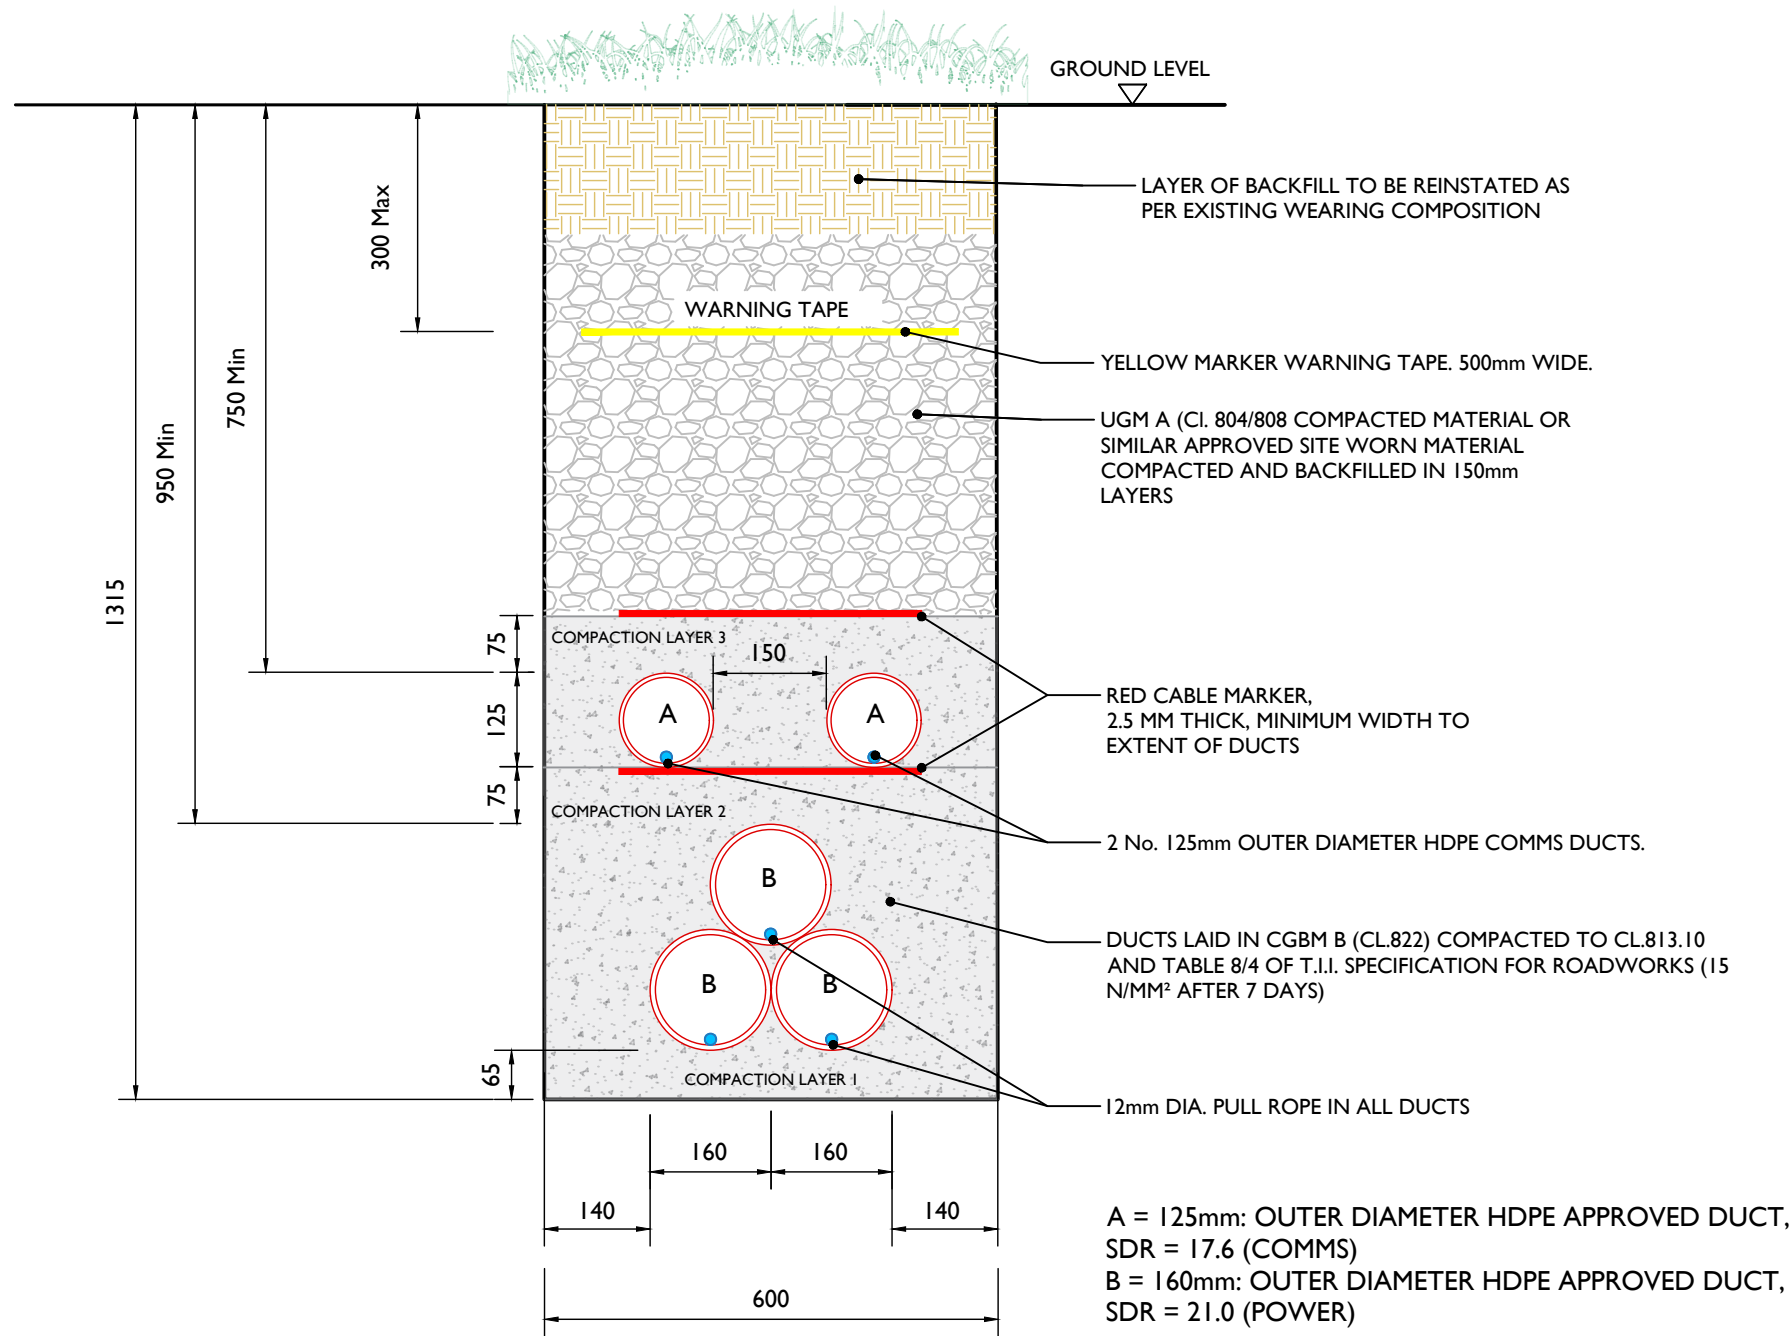 GROUND LEVEL
LAYER OF BACKFILL TO BE REINSTATED AS
PER EXISTING WEARING COMPOSITION
300 Max
WARNING TAPE
YELLOW MARKER WARNING TAPE. 500mm WIDE.
750 Min
UGM A (Cl. 804/808 COMPACTED MATERIAL OR
SIMILAR APPROVED SITE WORN MATERIAL
COMPACTED AND BACKFILLED IN 150mm
LAYERS
950 Min
1315
75
COMPACTION LAYER 3
150
125
A
A
RED CABLE MARKER,
2.5 MM THICK, MINIMUM WIDTH TO
EXTENT OF DUCTS
75
COMPACTION LAYER 2
2 No. 125mm OUTER DIAMETER HDPE COMMS DUCTS.
B
DUCTS LAID IN CGBM B (CL.822) COMPACTED TO CL.813.10
AND TABLE 8/4 OF T.I.I. SPECIFICATION FOR ROADWORKS (15
N/MM² AFTER 7 DAYS)
B
B
65
COMPACTION LAYER 1
12mm DIA. PULL ROPE IN ALL DUCTS
160
160
140
140
600
A = 125mm: OUTER DIAMETER HDPE APPROVED DUCT,
SDR = 17.6 (COMMS)
B = 160mm: OUTER DIAMETER HDPE APPROVED DUCT,
SDR = 21.0 (POWER)